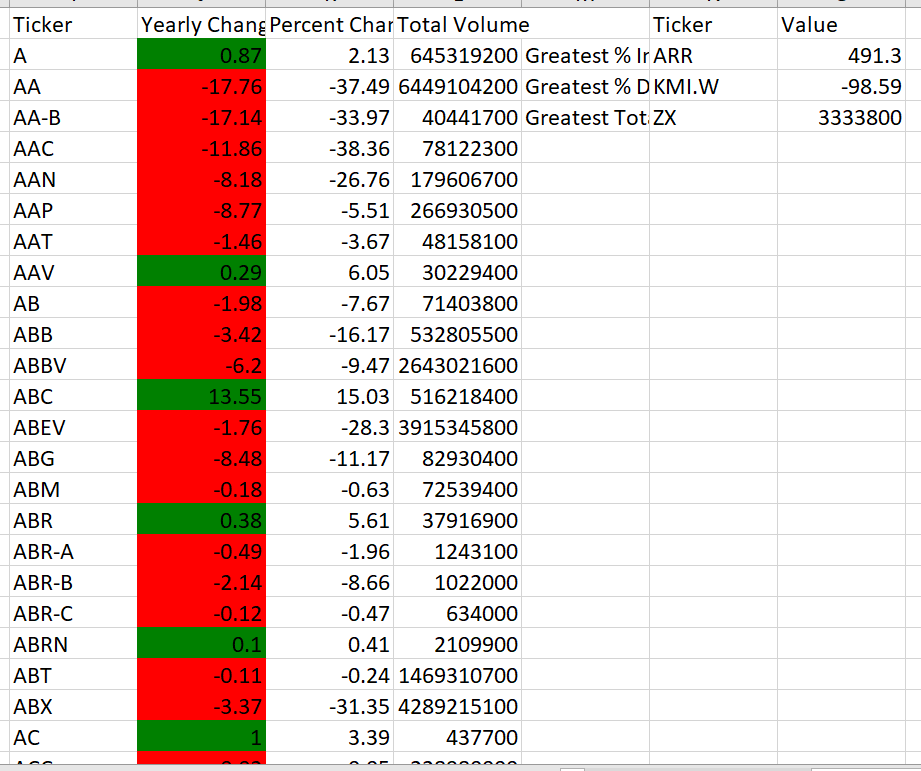 Ticker Yearly Chang Percent Char Total Volume Ticker Value
A 0.87 2.13 645319200 Greatest % Ir ARR 491.3
AA -17.76 -37.49 6449104200 Greatest % D KMI.W -98.59
AA-B -17.14 -33.97 40441700 Greatest Tot ZX 3333800
AAC -11.86 -38.36 78122300
AAN -8.18 -26.76 179606700
AAP -8.77 -5.51 266930500
AAT -1.46 -3.67 48158100
AAV 0.29 6.05 30229400
AB -1.98 -7.67 71403800
ABB -3.42 -16.17 532805500
ABBV -6.2 -9.47 2643021600
ABC 13.55 15.03 516218400
ABEV -1.76 -28.3 3915345800
ABG -8.48 -11.17 82930400
ABM -0.18 -0.63 72539400
ABR 0.38 5.61 37916900
ABR-A -0.49 -1.96 1243100
ABR-B -2.14 -8.66 1022000
ABR-C -0.12 -0.47 634000
ABRN 0.1 0.41 2109900
ABT -0.11 -0.24 1469310700
ABX -3.37 -31.35 4289215100
AC 1 3.39 437700